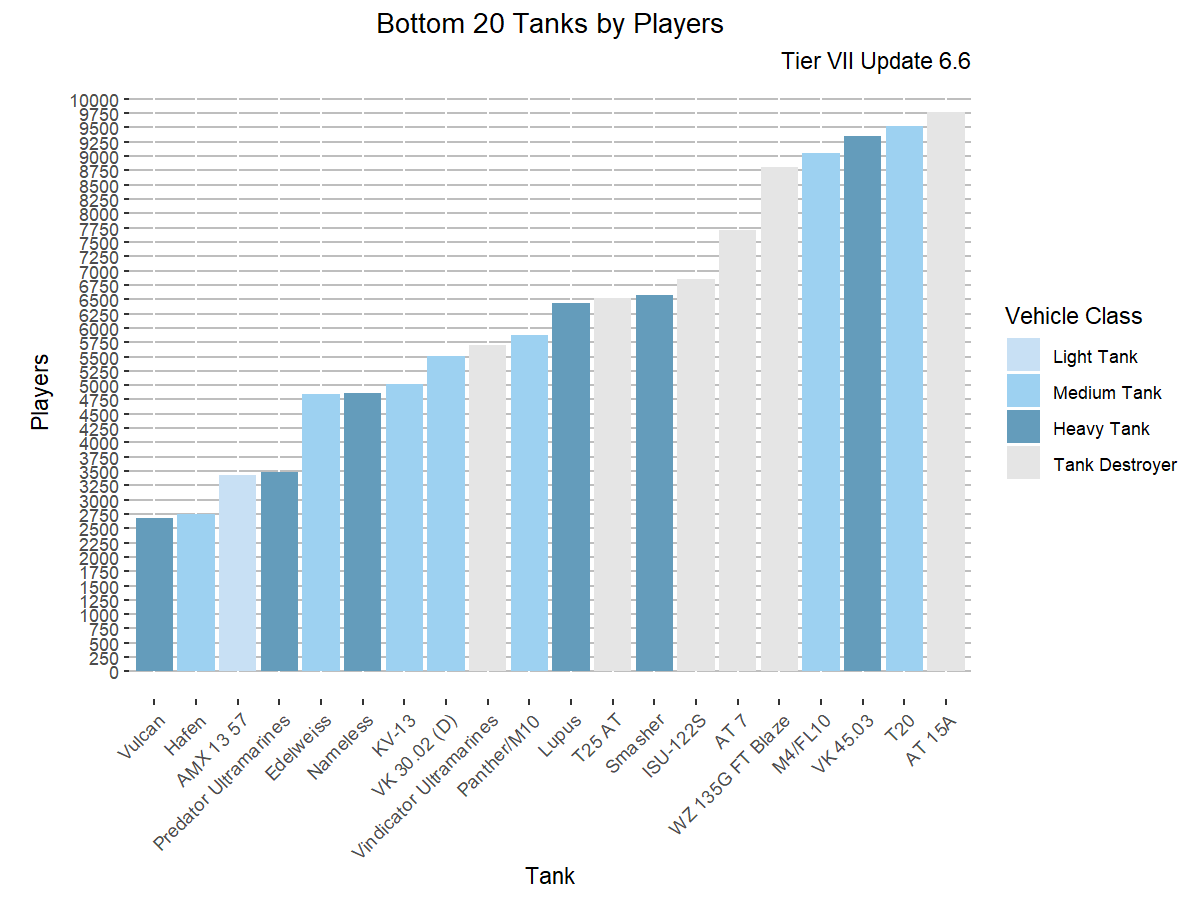 Bottom 20 Tanks by Players
Tier VII Update 6.6
Players
10000
9750
9500
9250
9000
8750
8500
8250
8000
7750
7500
7250
7000
6750
6500
6250
6000
5750
5500
5250
5000
4750
4500
4250
4000
3750
3500
3250
3000
2750
2500
2250
2000
1750
1500
1250
1000
750
500
250
0
Vulcan
Hafen
AMX 13 57
Predator Ultramarines
Edelweiss
Nameless
KV-13
VK 30.02 (D)
Vindicator Ultramarines
Panther/M10
Lupus
T25 AT
Smasher
ISU-122S
AT 7
WZ 135G FT Blaze
M4/FL10
VK 45.03
T20
AT 15A
Tank
Vehicle Class
Light Tank
Medium Tank
Heavy Tank
Tank Destroyer